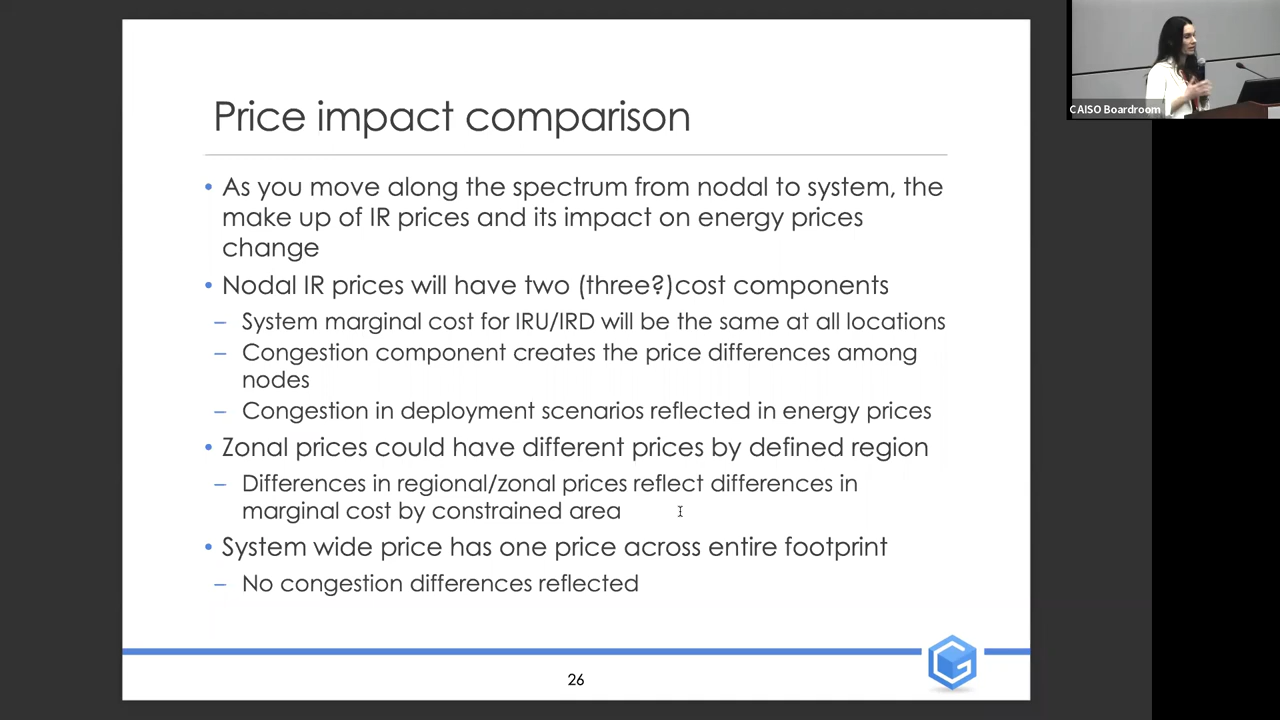 Price impact comparison
• As you move along the spectrum from nodal to system, the
make up of IR prices and its impact on energy prices
change
• Nodal IR prices will have two (three?)cost components
– System marginal cost for IRU/IRD will be the same at all locations
– Congestion component creates the price differences among
nodes
– Congestion in deployment scenarios reflected in energy prices
• Zonal prices could have different prices by defined region
– Differences in regional/zonal prices reflect differences in
marginal cost by constrained area
• System wide price has one price across entire footprint
– No congestion differences reflected
26
CAISO Boardroom